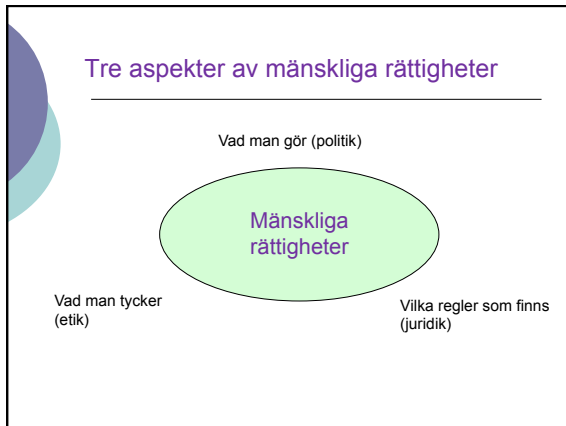 Tre aspekter av mänskliga rättigheter
Vad man gör (politik)
Mänskliga
rättigheter
Vad man tycker
(etik)
Vilka regler som finns
(juridik)